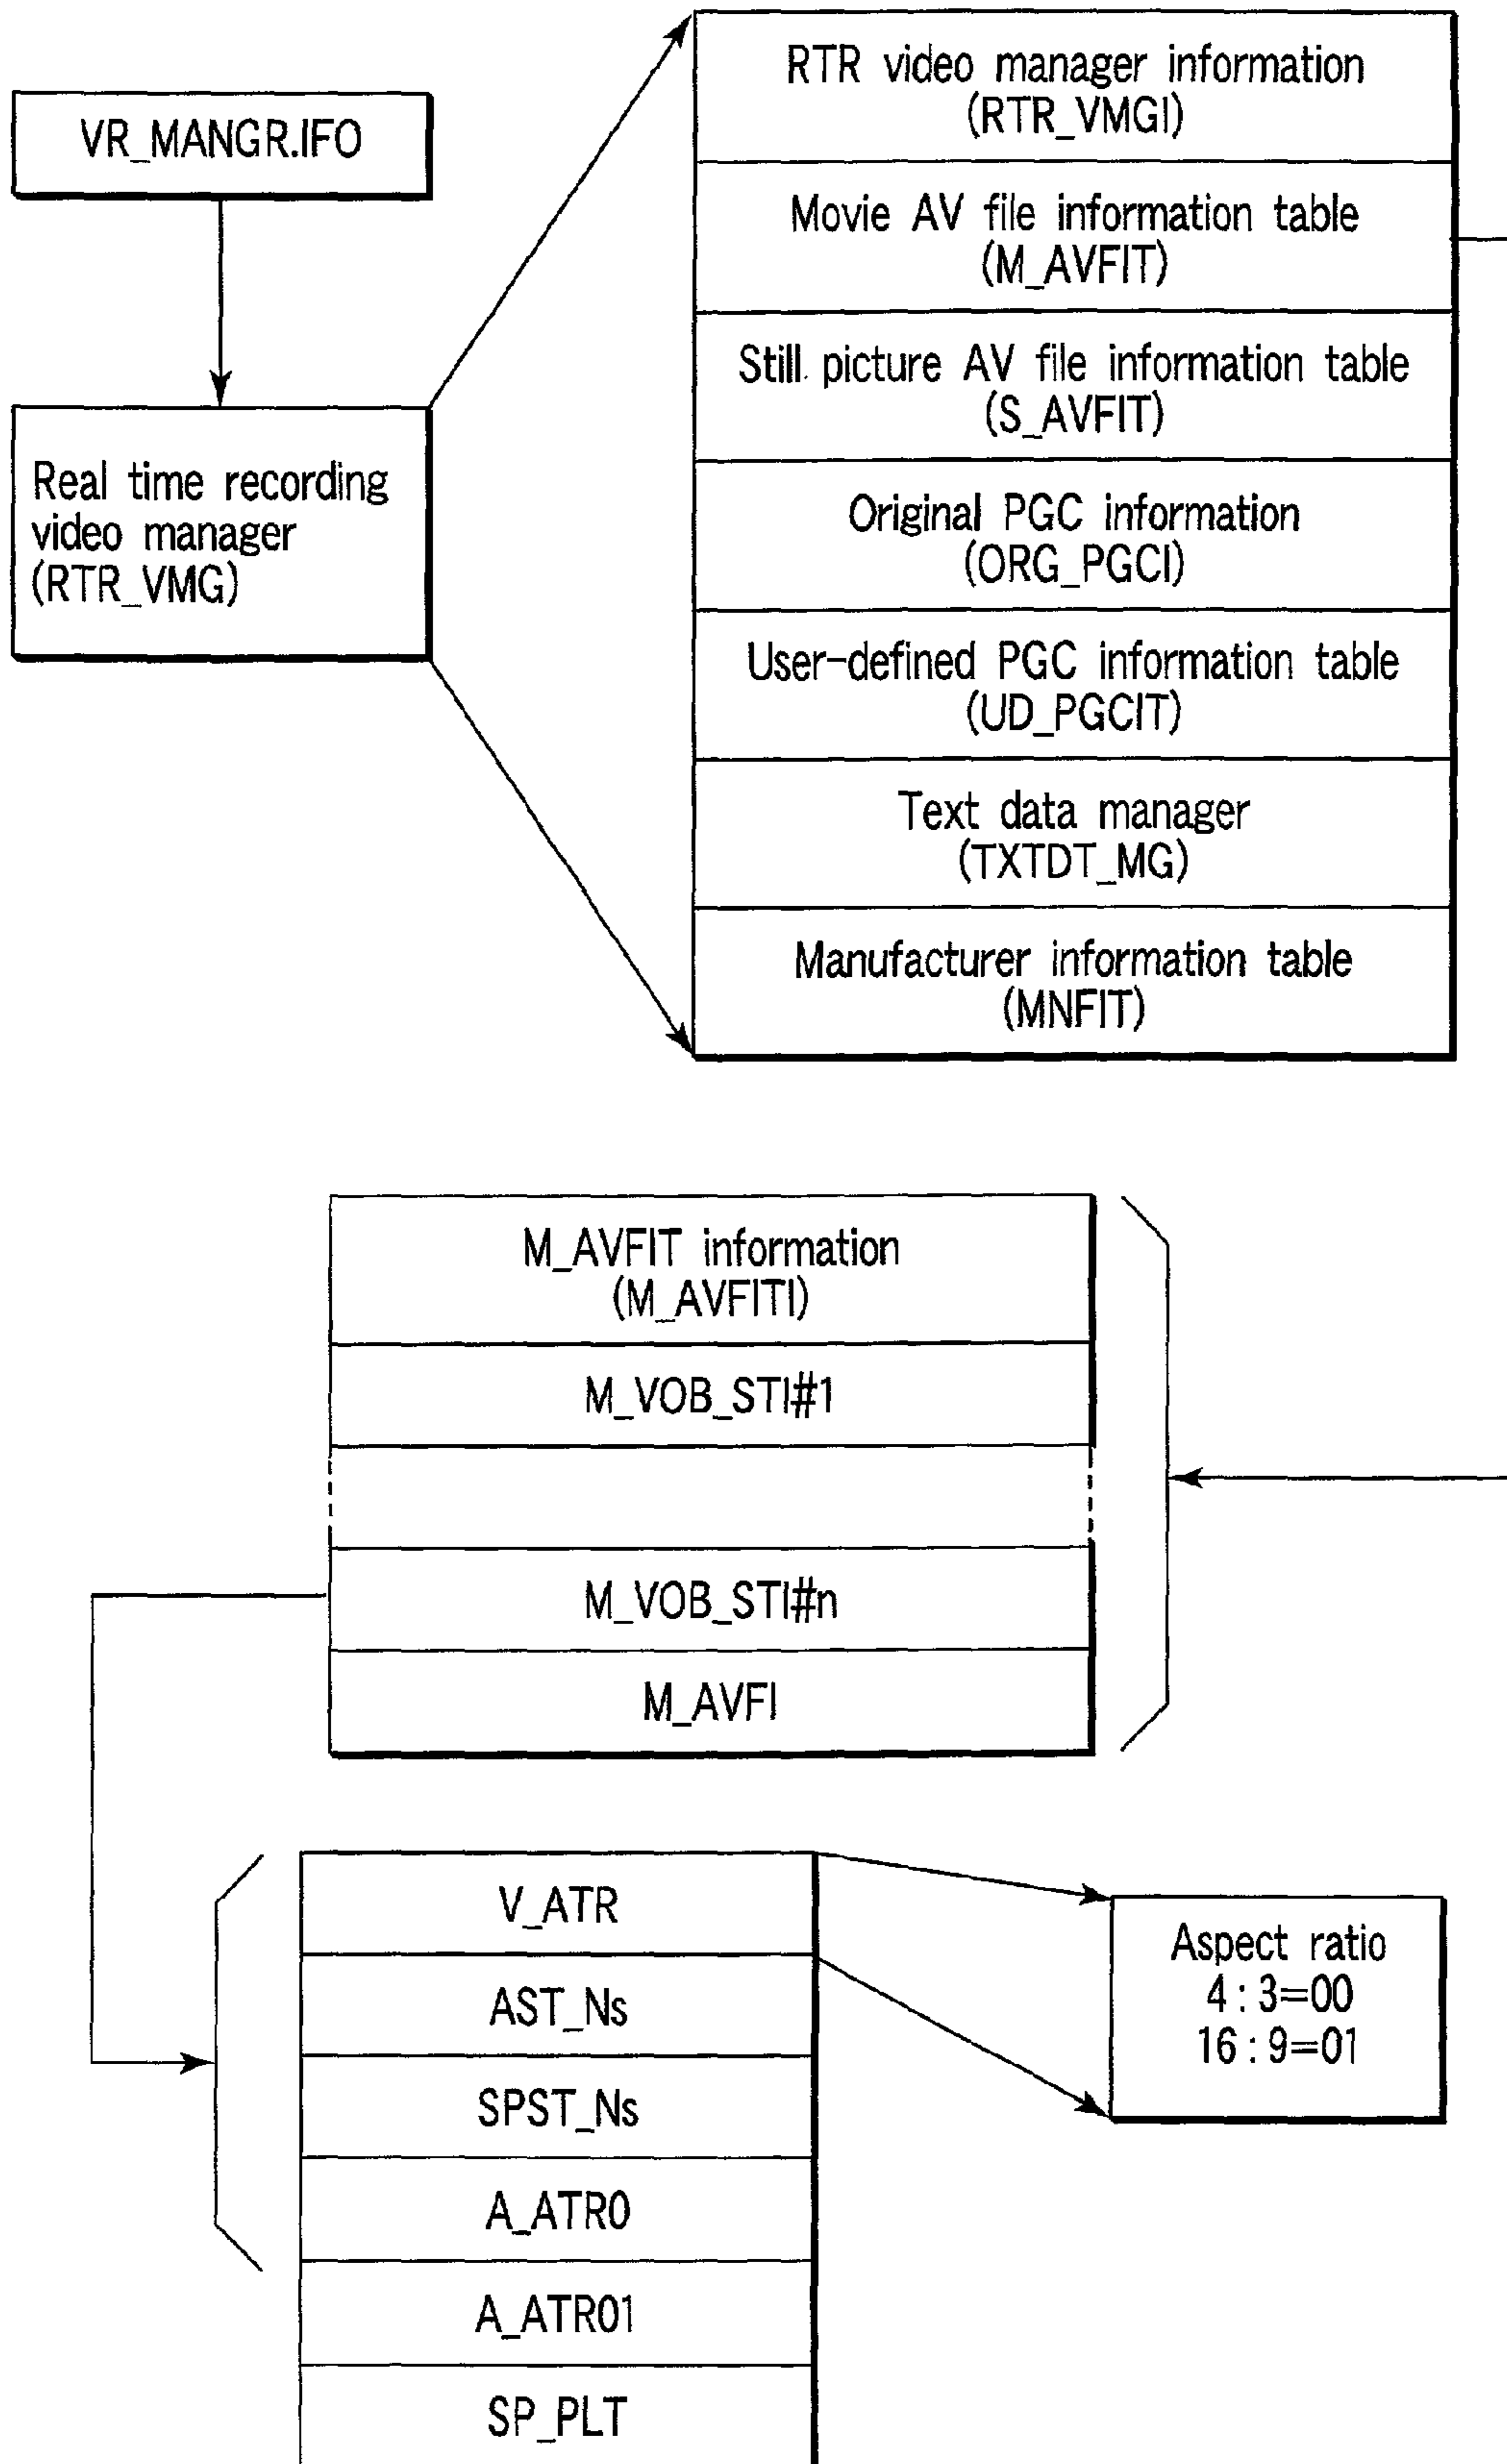 VR_MANGR.IFO
Real time recording
video manager
(RTR_VMG)
RTR video manager information
(RTR_VMGI)
Movie AV file information table
(M_AVFIT)
Still picture AV file information table
(S_AVFIT)
Original PGC information
(ORG_PGCI)
User-defined PGC information table
(UD_PGCIT)
Text data manager
(TXTDT_MG)
Manufacturer information table
(MNFIT)
M_AVFIT information
(M_AVFITI)
M_VOB_STI#1
M_VOB_STI#n
M_AVFI
V_ATR
AST_Ns
SPST_Ns
A_ATR0
A_ATR01
SP_PLT
Aspect ratio
4:3=00
16:9=01